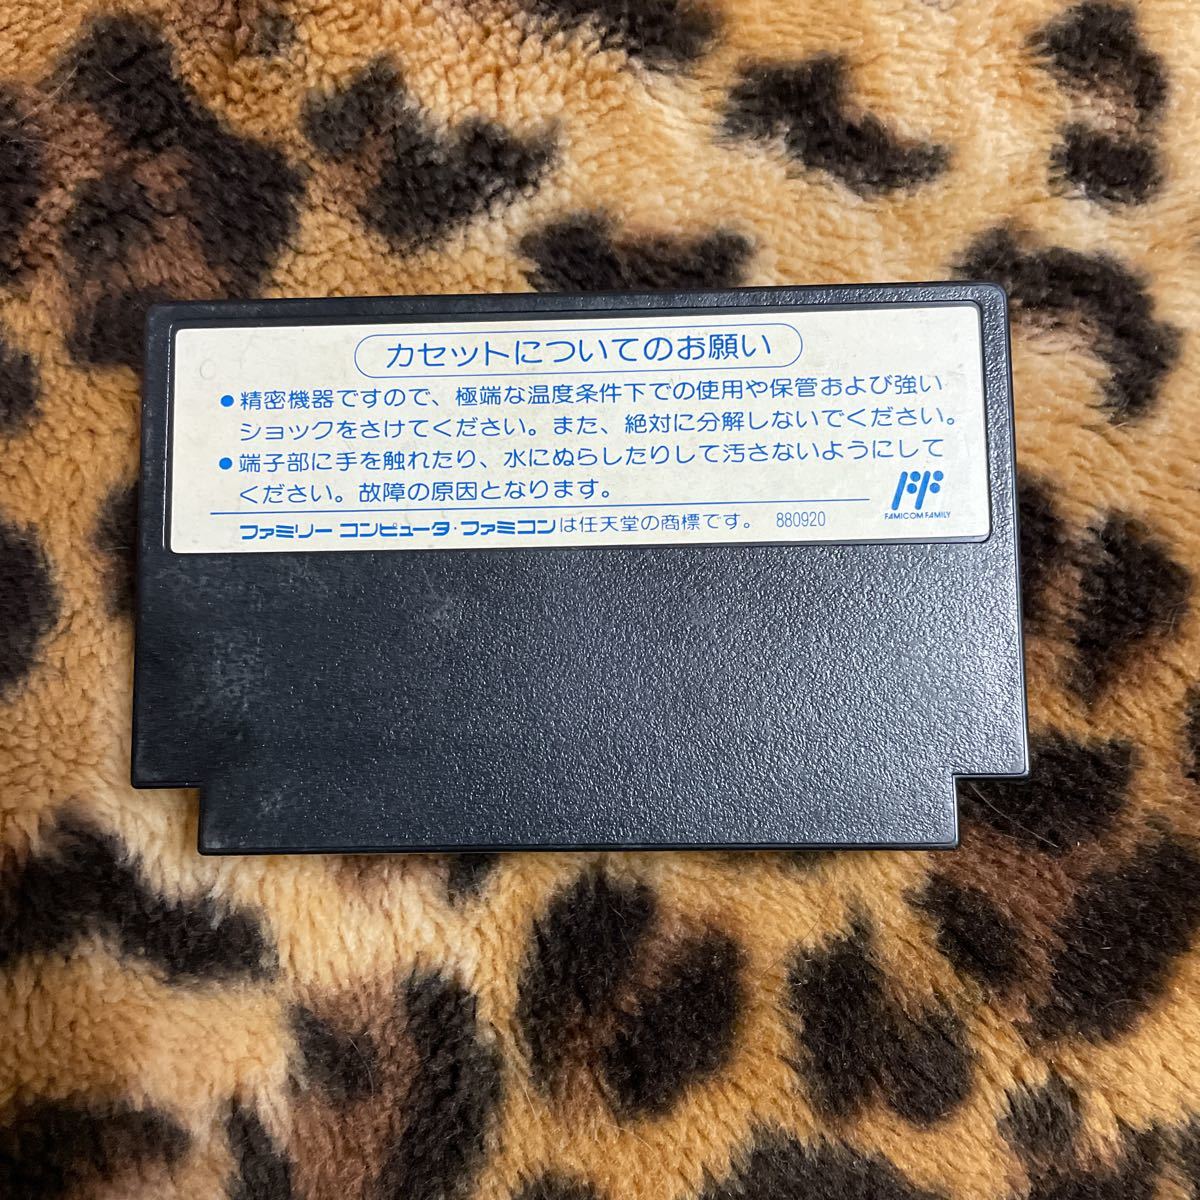 カセットについてのお願い
●精密機器ですので、極端な温度条件下での使用や保管および強い
ショックをさけてください。また、絶対に分解しないでください。
●端子部に手を触れたり、水にぬらしたりして汚さないようにして
ください。故障の原因となります。
FAMICOM FAMILY
ファミリーコンピュータ・ファミコンは任天堂の商標です。 880920